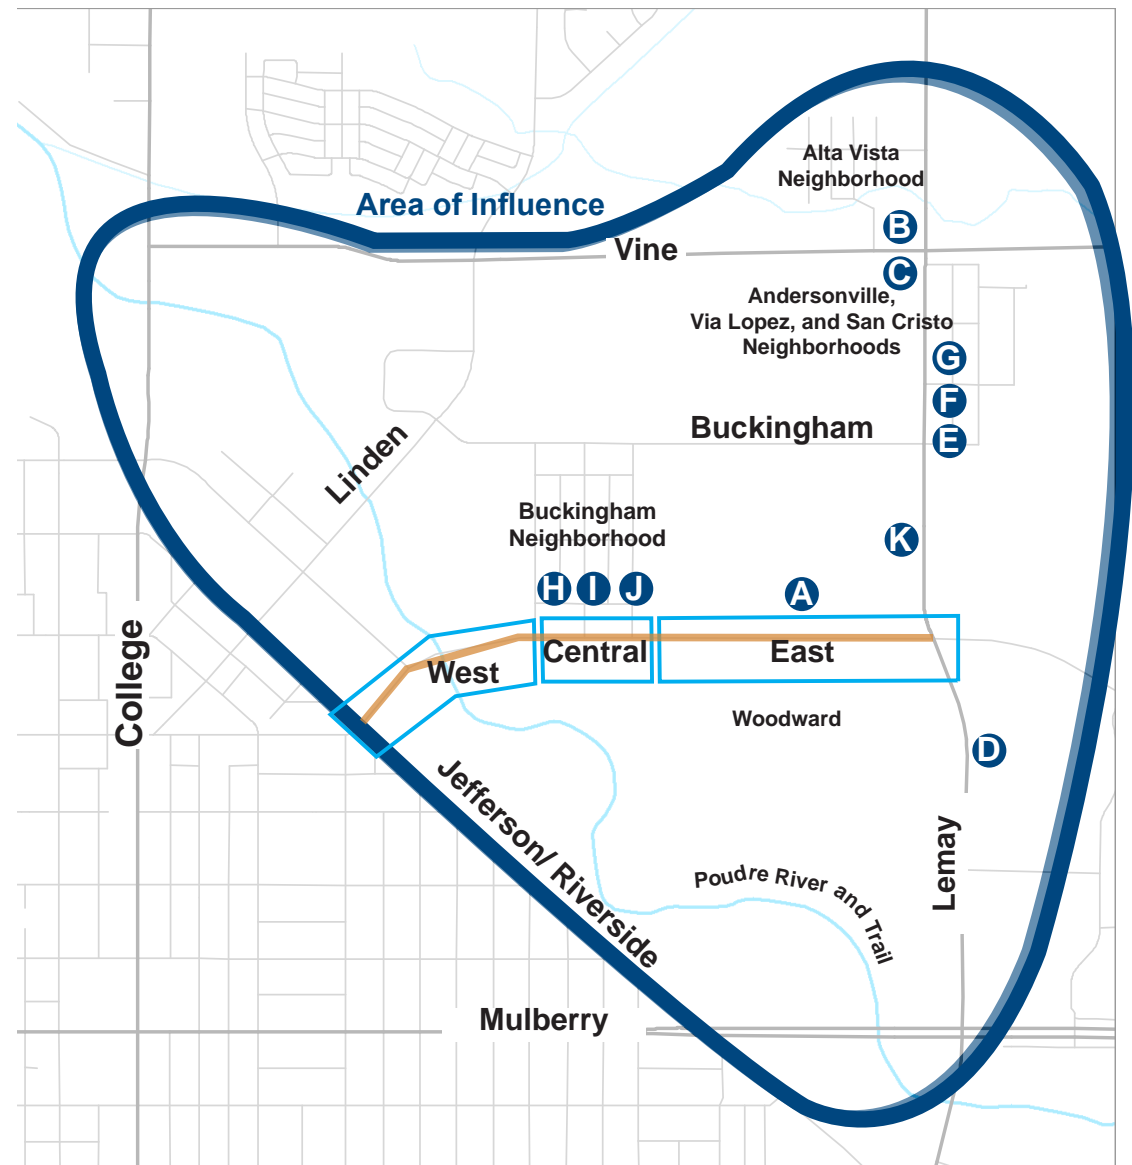 Alta Vista
Neighborhood
Area of Influence
B
Vine
C
Andersonville,
Via Lopez, and San Cristo
Neighborhoods
G
F
Buckingham
E
Linden
Buckingham
Neighborhood
K
H
I
J
A
College
West
Central
East
Woodward
D
Jefferson/ Riverside
Lemay
Poudre River and Trail
Mulberry